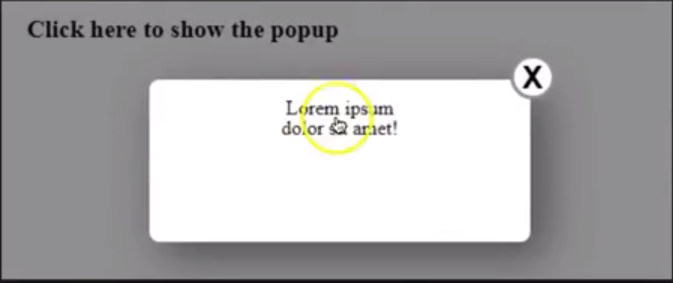 Click here to show the popup
X
Lorem ipsum
dolor sit amet!